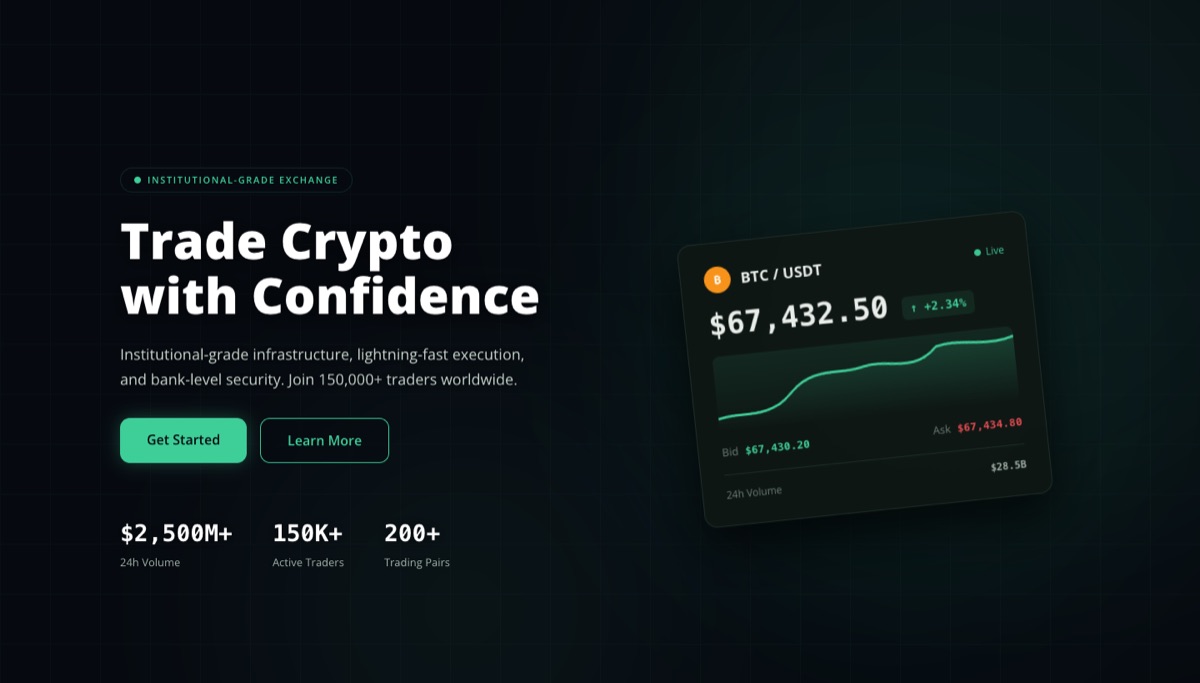 INSTITUTIONAL-GRADE EXCHANGE
Trade Crypto
with Confidence
Institutional-grade infrastructure, lightning-fast execution,
and bank-level security. Join 150,000+ traders worldwide.
Get Started
Learn More
$2,500M+
24h Volume
150K+
Active Traders
200+
Trading Pairs
B
BTC / USDT
Live
$67,432.50
↑ +2.34%
Bid $67,430.20
Ask $67,434.80
24h Volume
$28.5B